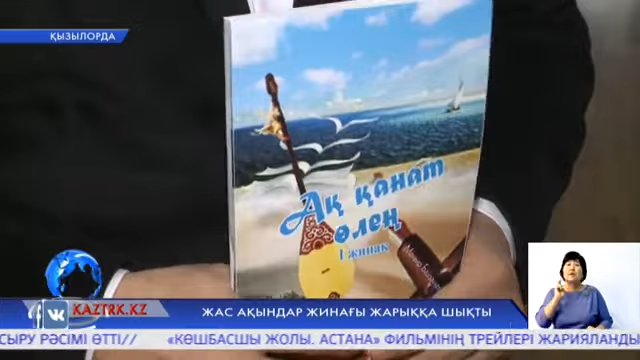 ҚЫЗЫЛОРДА
Ақ қанат
өлең
І жинақ
KAZTRK.KZ
ЖАС АҚЫНДАР ЖИНАҒЫ ЖАРЫҚҚА ШЫҚТЫ
СЫРУ РӘСІМІ ӨТТІ// «КӨШБАСШЫ ЖОЛЫ. АСТАНА» ФИЛЬМІНІҢ ТРЕЙЛЕРІ ЖАРИЯЛАНДЫ